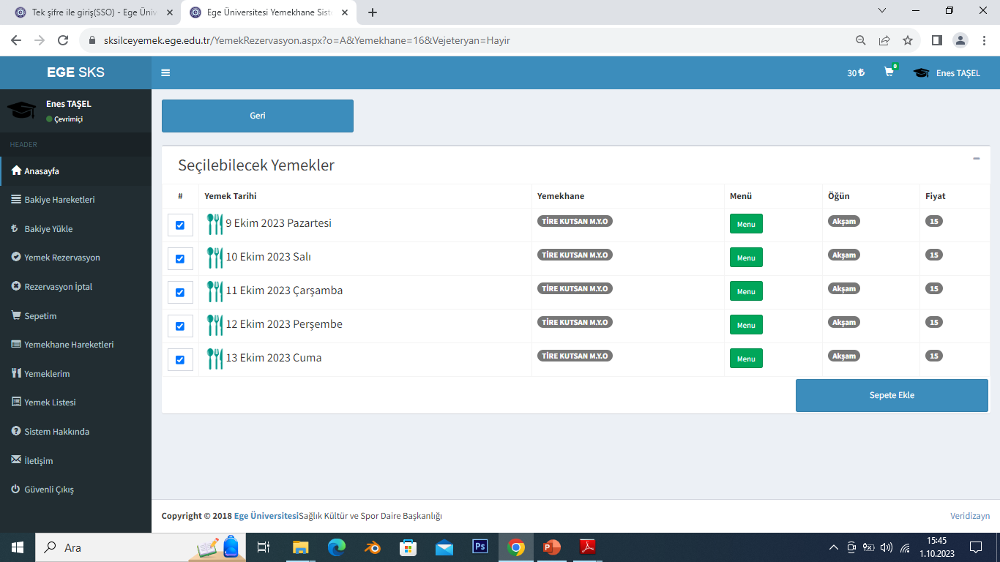 Tek şifre ile giriş(SSO) - Ege Üniv
Ege Üniversitesi Yemekhane Sist
sksilceyemek.ege.edu.tr/YemekRezervasyon.aspx?o=A&Yemekhane=16&Vejeteryan=Hayir
EGE SKS
30 ₺
0
Enes TAŞEL
Enes TAŞEL
Çevrimiçi
HEADER
Anasayfa
Bakiye Hareketleri
Bakiye Yükle
Yemek Rezervasyon
Rezervasyon İptal
Sepetim
Yemekhane Hareketleri
Yemeklerim
Yemek Listesi
Sistem Hakkında
İletişim
Güvenli Çıkış
Geri
Seçilebilecek Yemekler
# Yemek Tarihi Yemekhane Menü Öğün Fiyat
9 Ekim 2023 Pazartesi TİRE KUTSAN M.Y.O Menu Akşam 15
10 Ekim 2023 Salı TİRE KUTSAN M.Y.O Menu Akşam 15
11 Ekim 2023 Çarşamba TİRE KUTSAN M.Y.O Menu Akşam 15
12 Ekim 2023 Perşembe TİRE KUTSAN M.Y.O Menu Akşam 15
13 Ekim 2023 Cuma TİRE KUTSAN M.Y.O Menu Akşam 15
Sepete Ekle
Copyright © 2018 Ege ÜniversitesiSağlık Kültür ve Spor Daire Başkanlığı
Veridizayn
Ara
Ps
P
15:45
1.10.2023